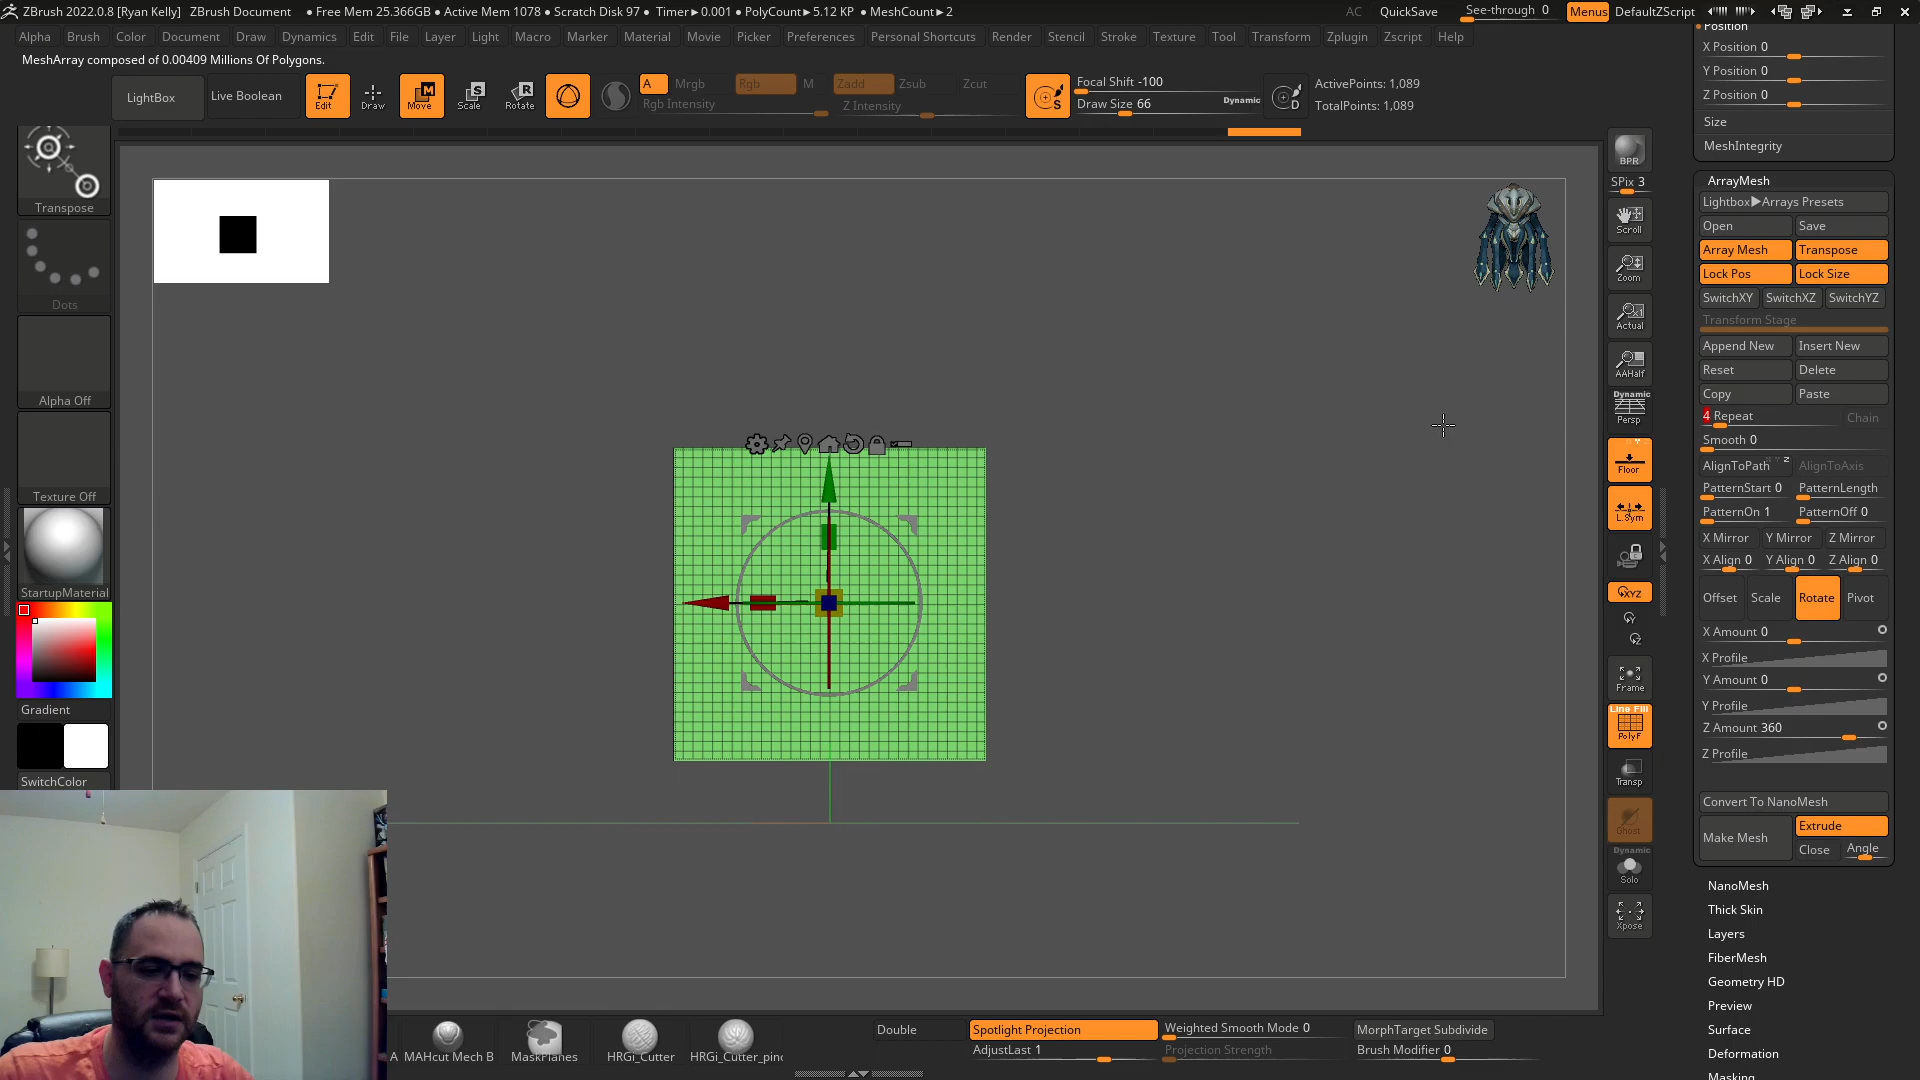 ZBrush 2022.0.8 [Ryan Kelly] ZBrush Document ● Free Mem 25.366GB ● Active Mem 1078 ● Scratch Disk 97 ● Timer►0.001 ● PolyCount►5.12 KP ● MeshCount►2 AC QuickSave See-through 0 Menus DefaultZScript
Alpha Brush Color Document Draw Dynamics Edit File Layer Light Macro Marker Material Movie Picker Preferences Personal Shortcuts Render Stencil Stroke Texture Tool Transform Zplugin Zscript Help
MeshArray composed of 0.00409 Millions Of Polygons.
LightBox Live Boolean Edit Draw Move Scale Rotate
A Mrgb Rgb M Zadd Zsub Zcut
Rgb Intensity Z Intensity
Focal Shift -100
Draw Size 66 Dynamic
ActivePoints: 1,089
TotalPoints: 1,089
Transpose
Dots
Alpha Off
Texture Off
StartupMaterial
Gradient
SwitchColor
BPR
SPix 3
Scroll
Zoom
Actual
AAHalf
Dynamic
Persp
Floor
L.Sym
XYZ
Frame
Line Fill
PolyF
Transp
Ghost
Dynamic
Solo
Xpose
Position
X Position 0
Y Position 0
Z Position 0
Size
MeshIntegrity
ArrayMesh
Lightbox►Arrays Presets
Open Save
Array Mesh Transpose
Lock Pos Lock Size
SwitchXY SwitchXZ SwitchYZ
Transform Stage
Append New Insert New
Reset Delete
Copy Paste
4 Repeat Chain
Smooth 0
AlignToPath z AlignToAxis
PatternStart 0 PatternLength
PatternOn 1 PatternOff 0
X Mirror Y Mirror Z Mirror
X Align 0 Y Align 0 Z Align 0
Offset Scale Rotate Pivot
X Amount 0
X Profile
Y Amount 0
Y Profile
Z Amount 360
Z Profile
Convert To NanoMesh
Make Mesh Extrude
Close Angle
NanoMesh
Thick Skin
Layers
FiberMesh
Geometry HD
Preview
Surface
Deformation
Masking
A MAHcut Mech B MaskPlanes HRGi_Cutter HRGi_Cutter_pinc
Double Spotlight Projection Weighted Smooth Mode 0 MorphTarget Subdivide
AdjustLast 1 Projection Strength Brush Modifier 0